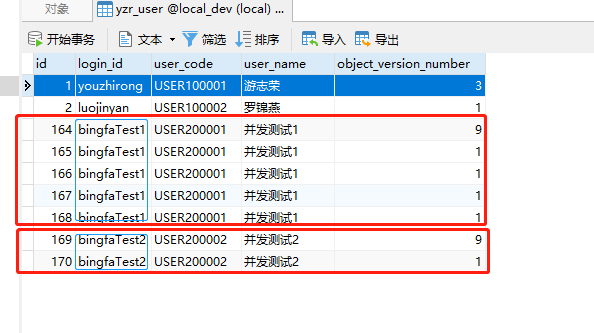 对象 yzr_user @local_dev (local) ...
开始事务 文本 筛选 排序 导入 导出
id login_id user_code user_name object_version_number
1 youzhirong USER100001 游志荣 3
2 luojinyan USER100002 罗锦燕 1
164 bingfaTest1 USER200001 并发测试1 9
165 bingfaTest1 USER200001 并发测试1 1
166 bingfaTest1 USER200001 并发测试1 1
167 bingfaTest1 USER200001 并发测试1 1
168 bingfaTest1 USER200001 并发测试1 1
169 bingfaTest2 USER200002 并发测试2 9
170 bingfaTest2 USER200002 并发测试2 1